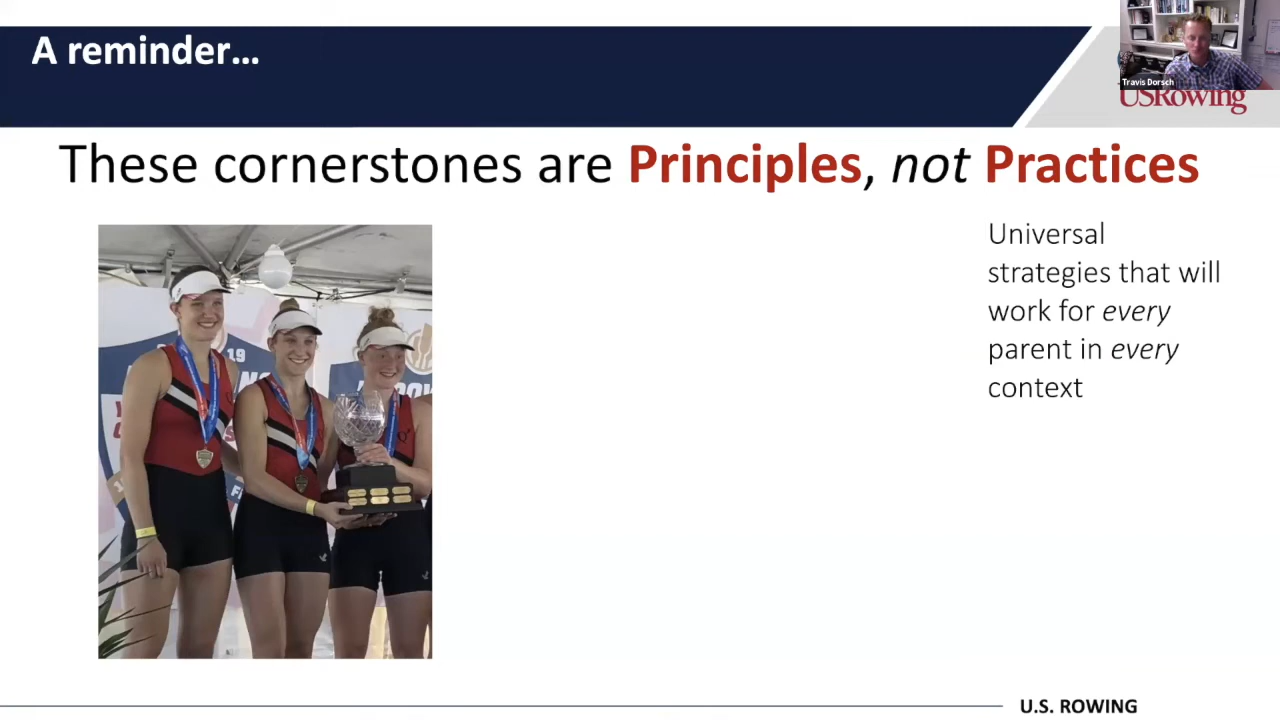 A reminder...
Travis Dorsch
USRowing
These cornerstones are Principles, not Practices
Universal
strategies that will
work for every
parent in every
context
19
U.S. ROWING